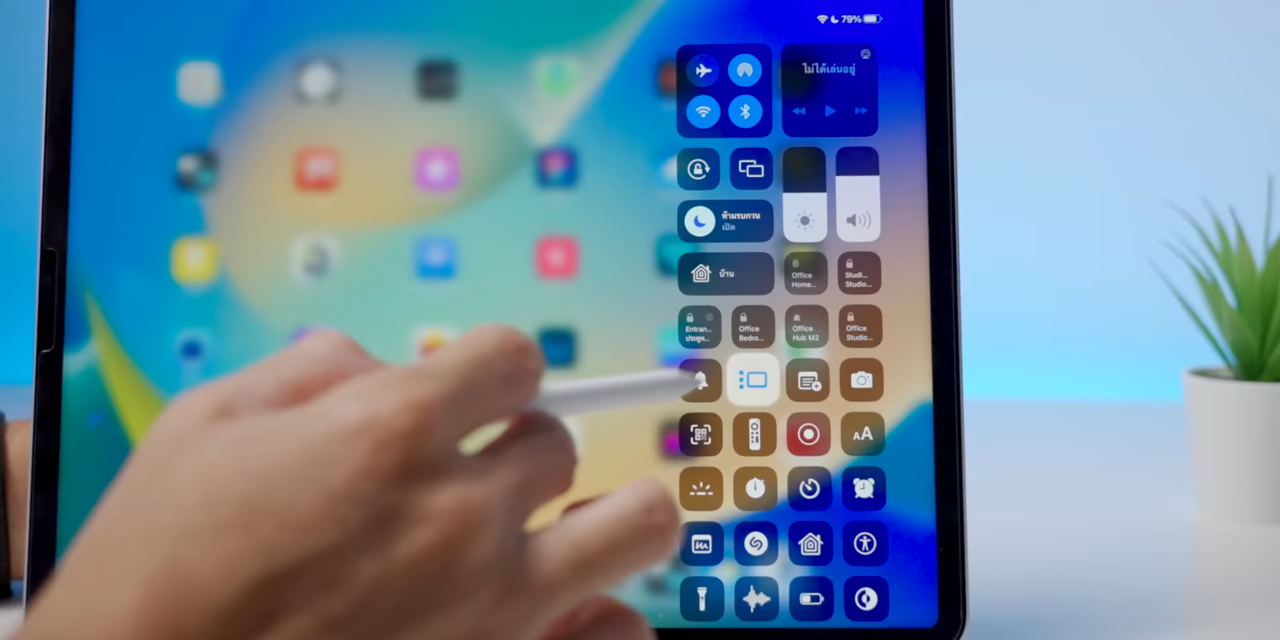 79%
ไม่ได้เล่นอยู่
ห้ามรบกวน
เปิด
บ้าน
Office
Home...
Studi...
Studio...
Entran...
ประตูห...
Office
Bedro...
Office
Hub M2
Office
Studio...
AA